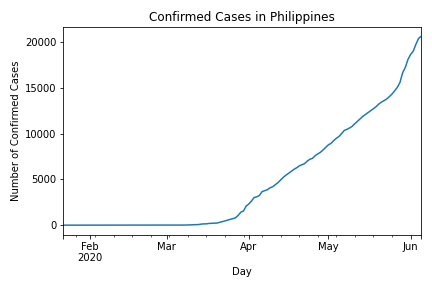 Confirmed Cases in Philippines
20000
15000
10000
5000
0
Number of Confirmed Cases
Feb
2020
Mar
Apr
May
Jun
Day